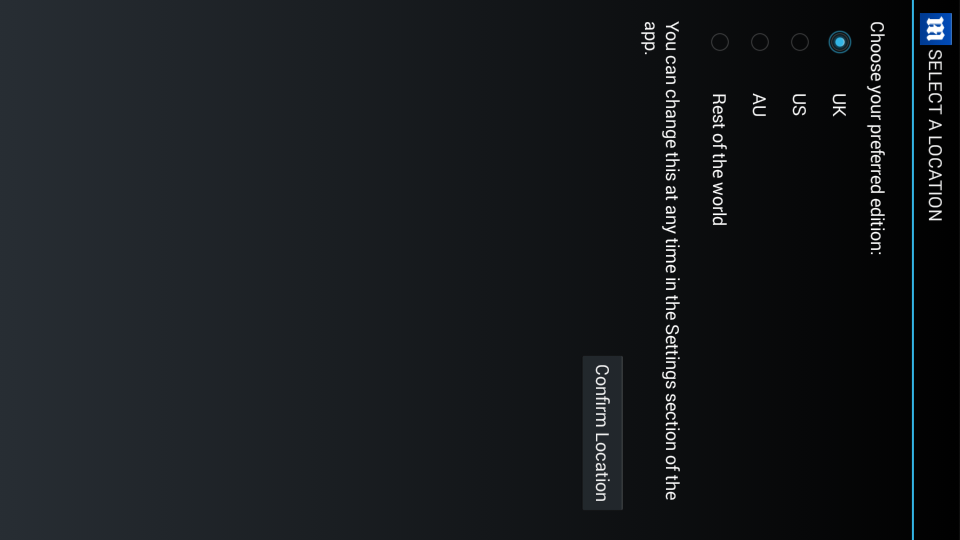 m SELECT A LOCATION
Choose your preferred edition:
UK
US
AU
Rest of the world
You can change this at any time in the Settings section of the
app.
Confirm Location